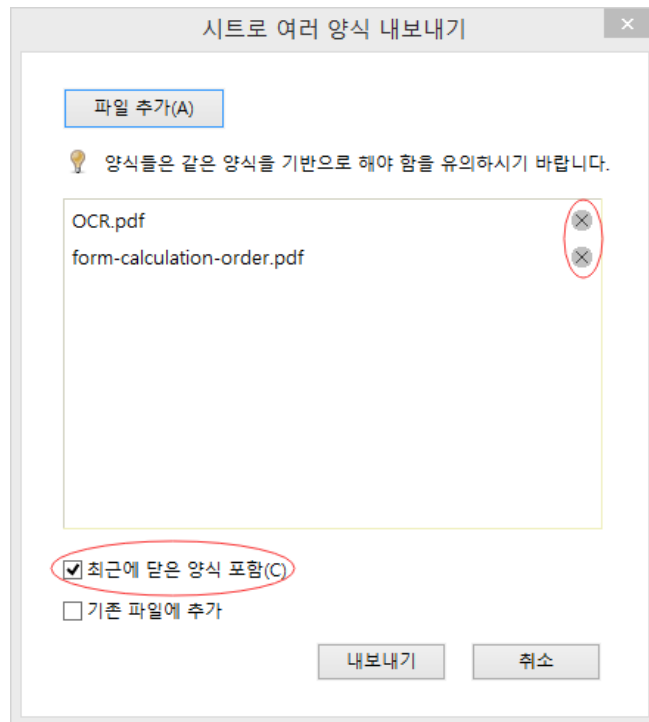 시트로 여러 양식 내보내기
파일 추가(A)
양식들은 같은 양식을 기반으로 해야 함을 유의하시기 바랍니다.
OCR.pdf
form-calculation-order.pdf
최근에 닫은 양식 포함(C)
기존 파일에 추가
내보내기 취소